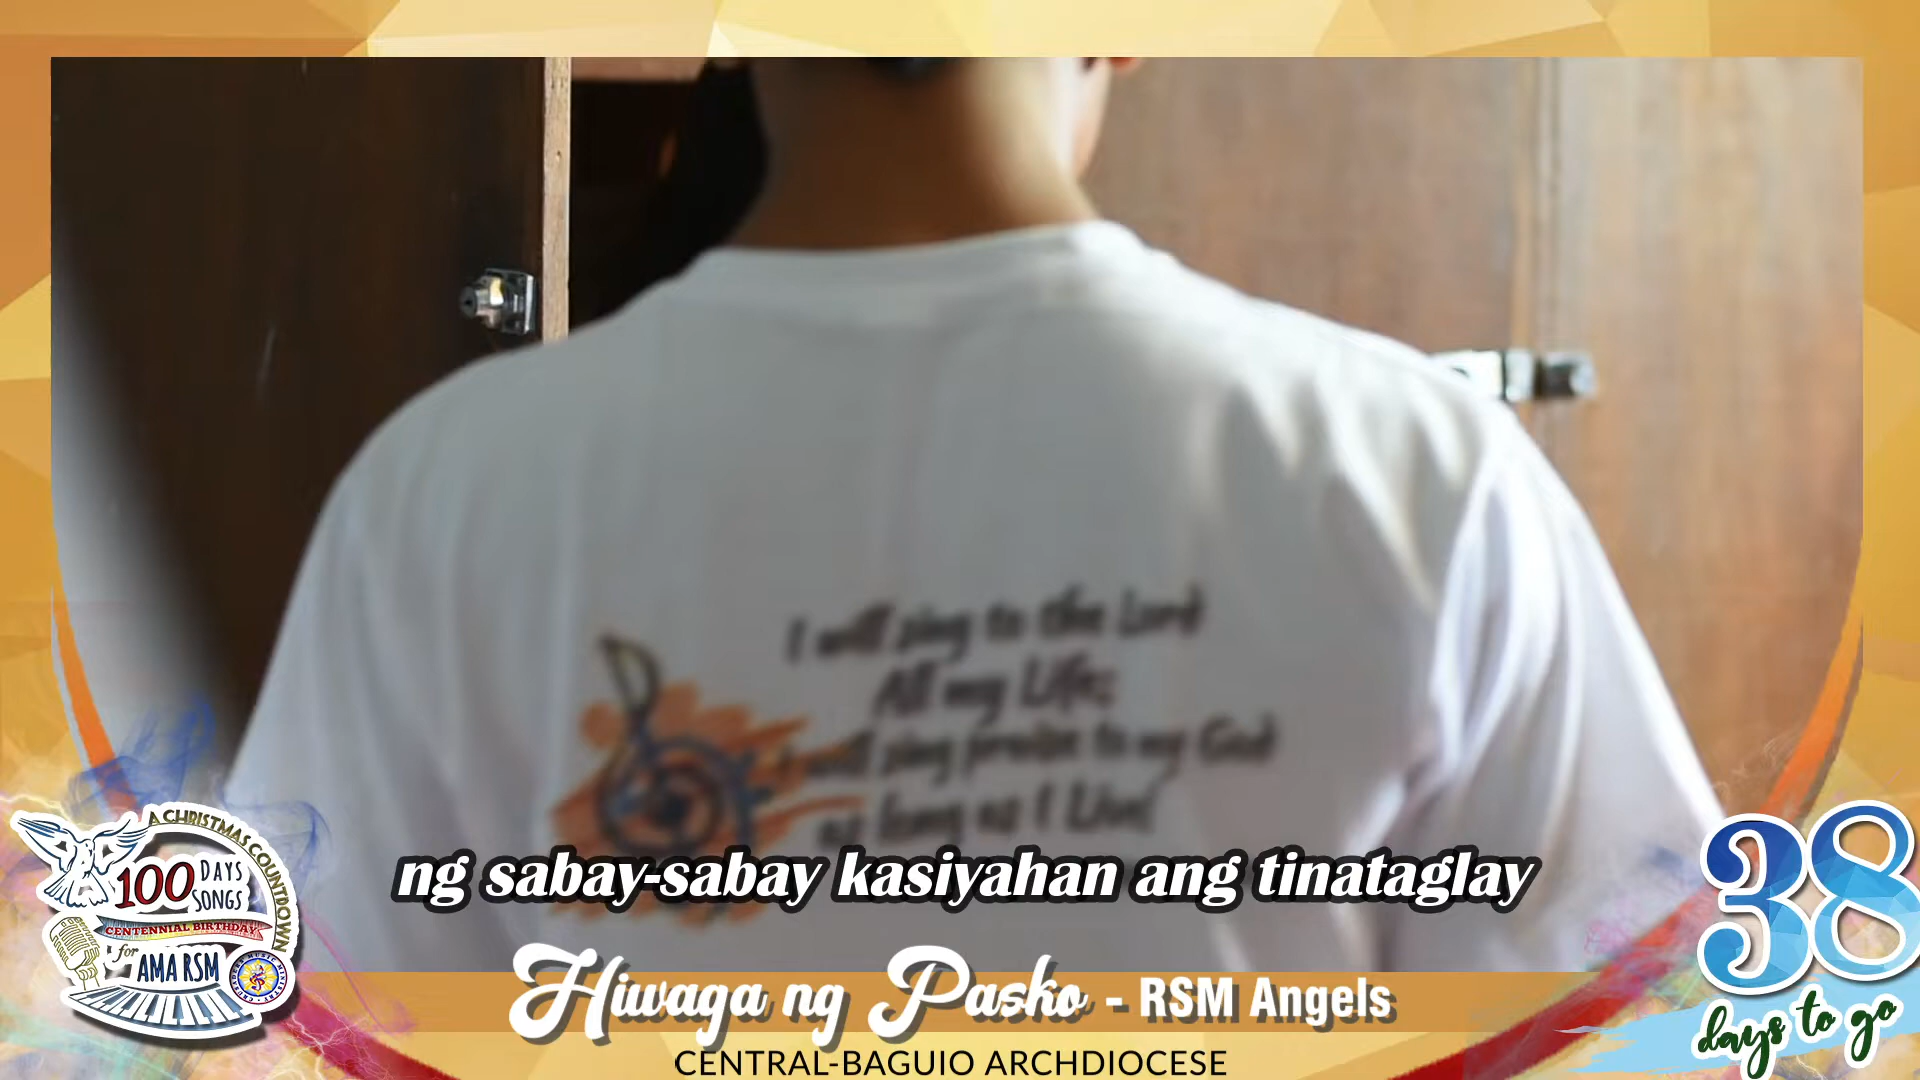 I will sing to the Lord
All my Life;
will sing praise to my God
as long as I Live!
ng sabay-sabay kasiyahan ang tinataglay
A CHRISTMAS COUNTDOWN
100 DAYS SONGS
CENTENNIAL BIRTHDAY
for
AMA RSM
Hiwaga ng Pasko - RSM Angels
CENTRAL-BAGUIO ARCHDIOCESE
38
days to go